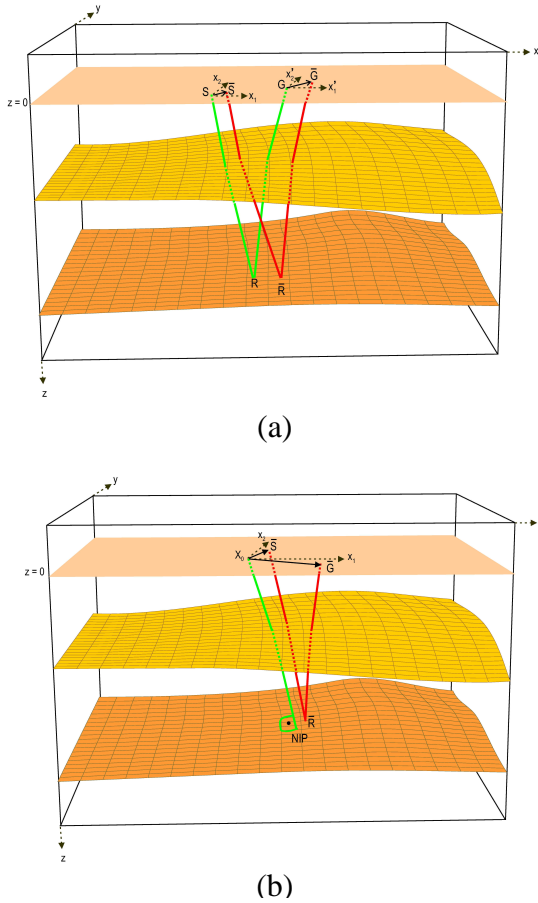 y
x
x₂ S S̄ x₁ G x₂′ Ḡ x₁′
z = 0
R R̄
z
(a)
y
x₂ S̄
X₀ x₁
Ḡ
z = 0
R̄
NIP
z
(b)